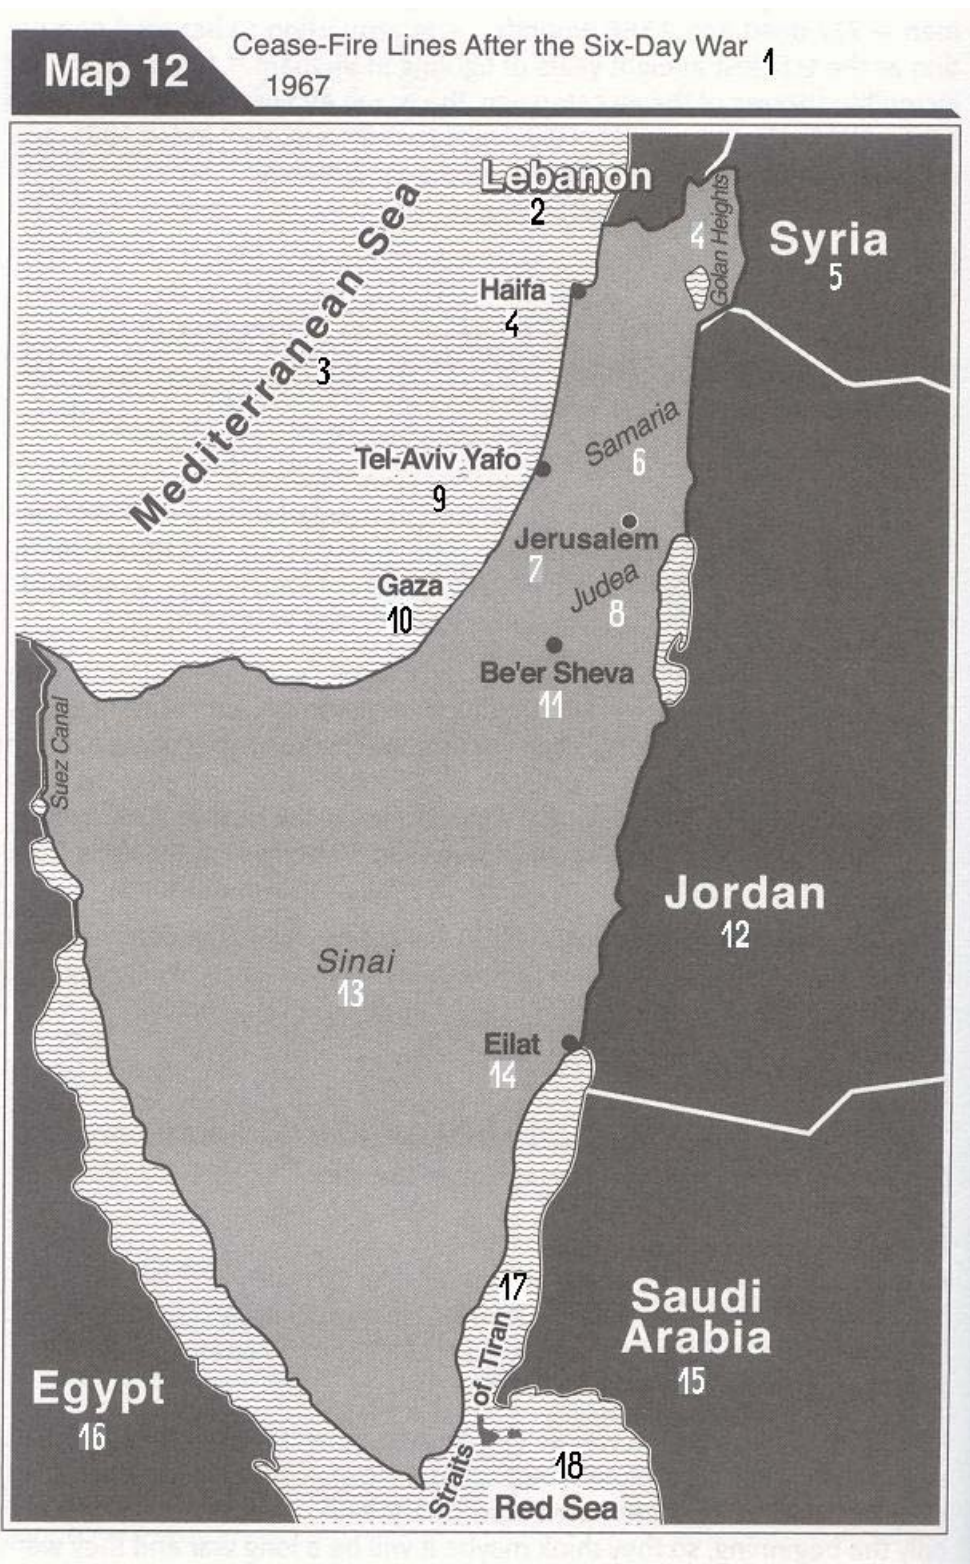 Map 12
Cease-Fire Lines After the Six-Day War 1
1967
Lebanon
2
Mediterranean Sea
3
Golan Heights
4
Syria
5
Haifa
4
Samaria
6
Tel-Aviv Yafo
9
Jerusalem
7
Judea
8
Gaza
10
Be'er Sheva
11
Suez Canal
Jordan
12
Sinai
13
Eilat
14
17
Straits of Tiran
Saudi
Arabia
15
Egypt
16
18
Red Sea